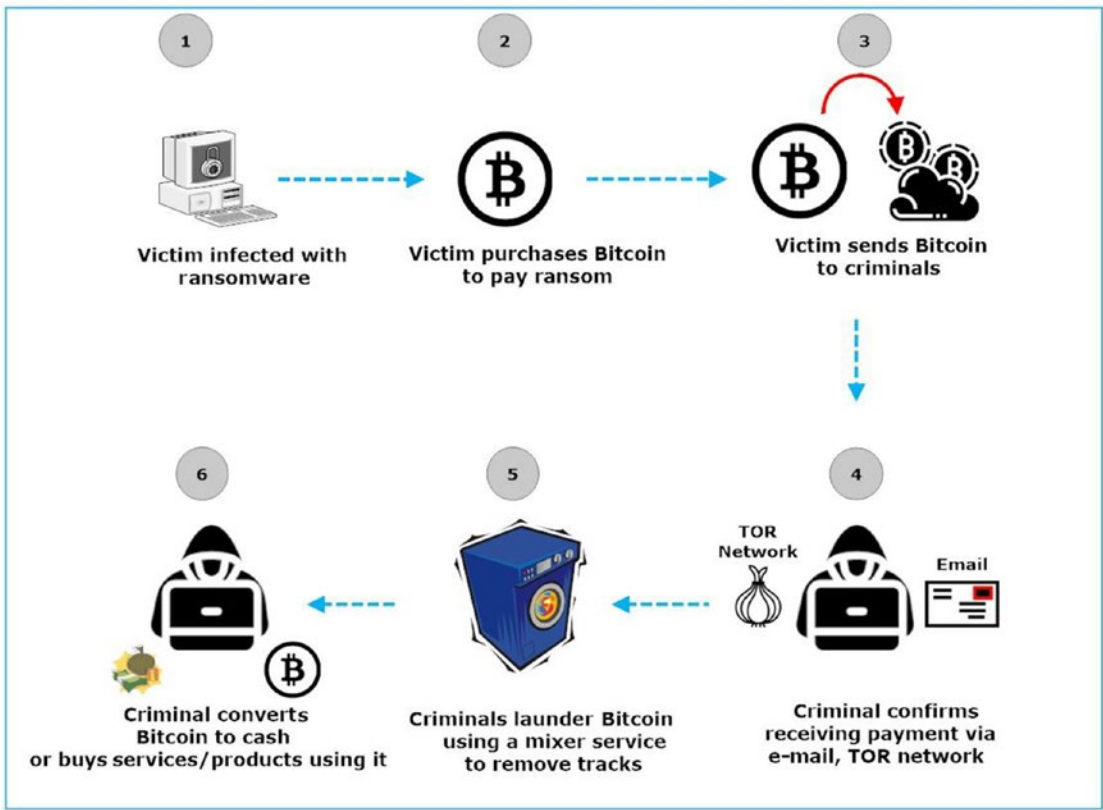 1
2
3
Victim infected with
ransomware
Victim purchases Bitcoin
to pay ransom
Victim sends Bitcoin
to criminals
6
5
4
TOR
Network
Email
Criminal converts
Bitcoin to cash
or buys services/products using it
Criminals launder Bitcoin
using a mixer service
to remove tracks
Criminal confirms
receiving payment via
e-mail, TOR network